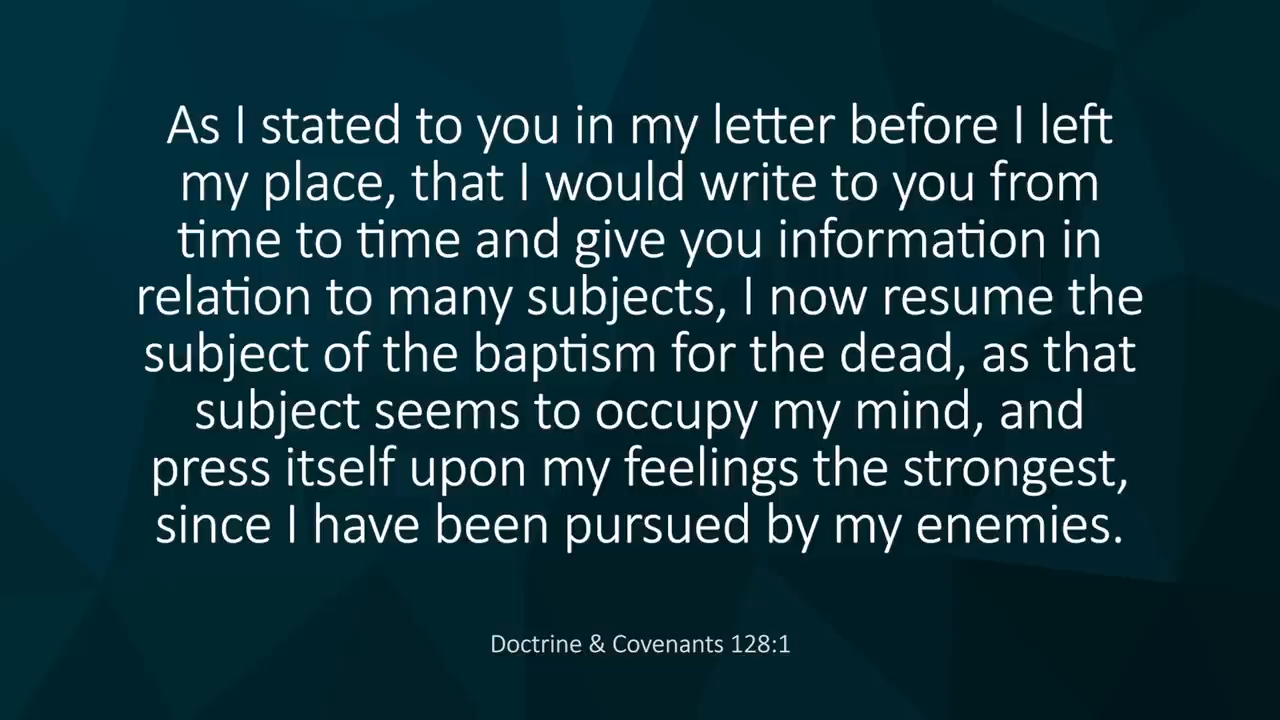 As I stated to you in my letter before I left
my place, that I would write to you from
time to time and give you information in
relation to many subjects, I now resume the
subject of the baptism for the dead, as that
subject seems to occupy my mind, and
press itself upon my feelings the strongest,
since I have been pursued by my enemies.
Doctrine & Covenants 128:1